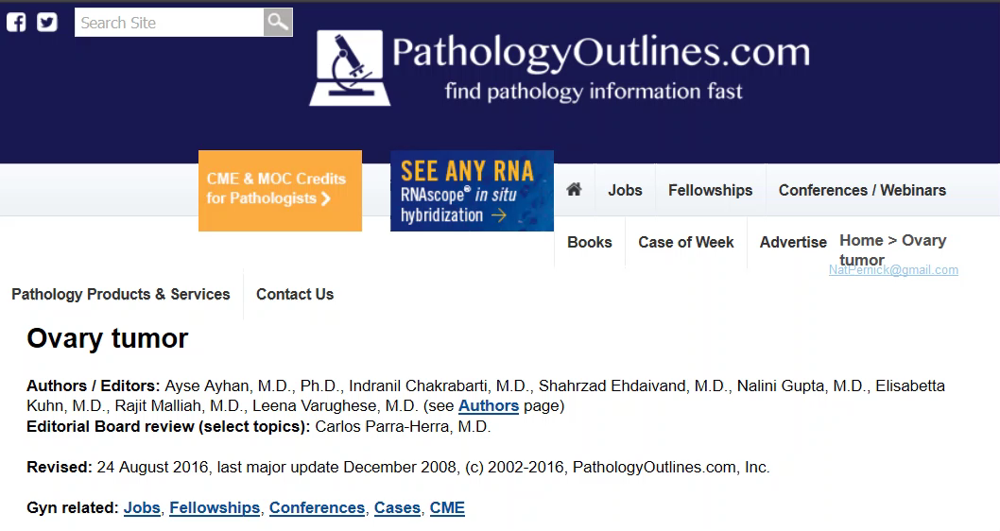 Search Site
PathologyOutlines.com
find pathology information fast
CME & MOC Credits
for Pathologists
SEE ANY RNA
RNAscope® in situ
hybridization
Jobs
Fellowships
Conferences / Webinars
Books
Case of Week
Advertise
Home > Ovary
tumor
NatPernick@gmail.com
Pathology Products & Services
Contact Us
Ovary tumor
Authors / Editors: Ayse Ayhan, M.D., Ph.D., Indranil Chakrabarti, M.D., Shahrzad Ehdaivand, M.D., Nalini Gupta, M.D., Elisabetta
Kuhn, M.D., Rajit Malliah, M.D., Leena Varughese, M.D. (see Authors page)
Editorial Board review (select topics): Carlos Parra-Herra, M.D.
Revised: 24 August 2016, last major update December 2008, (c) 2002-2016, PathologyOutlines.com, Inc.
Gyn related: Jobs, Fellowships, Conferences, Cases, CME